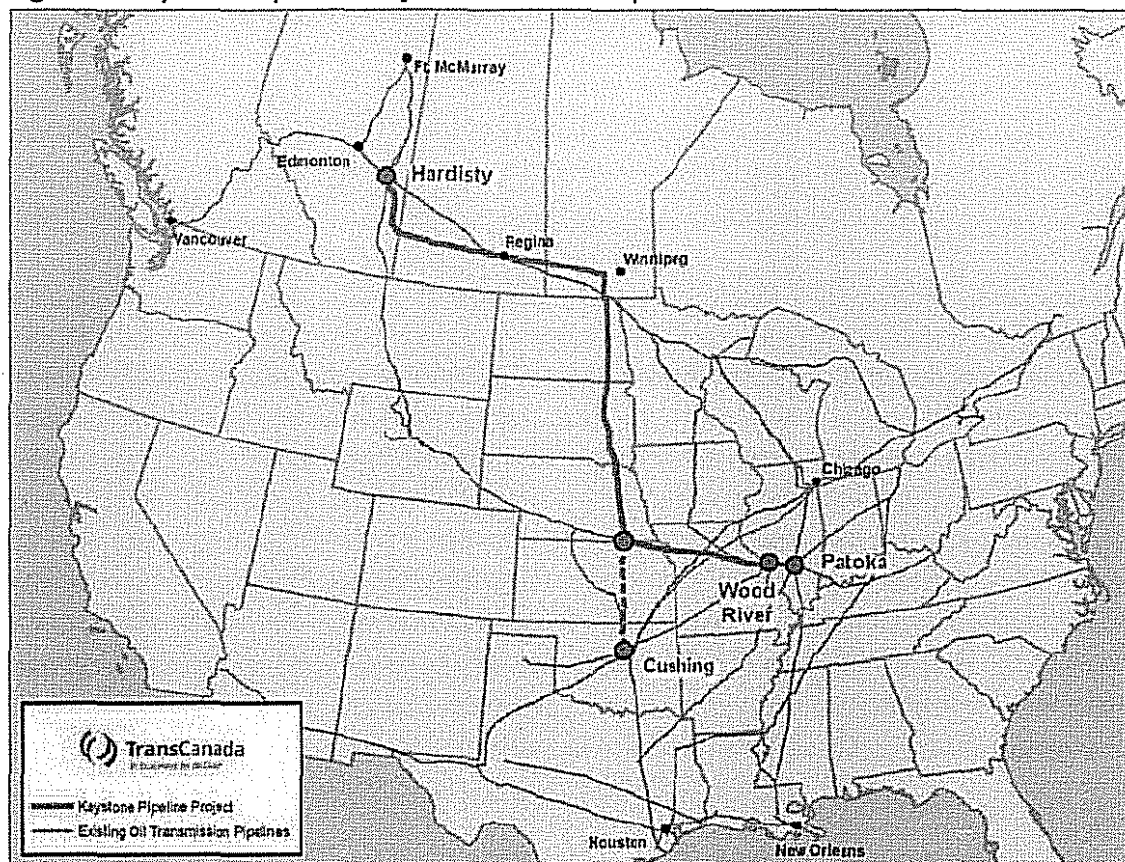 Ft. McMurray
Edmonton
Hardisty
Vancouver
Regina
Winnipeg
Chicago
Wood
River
Patoka
Cushing
TransCanada
Keystone Pipeline Project
Existing Oil Transmission Pipelines
Houston
New Orleans